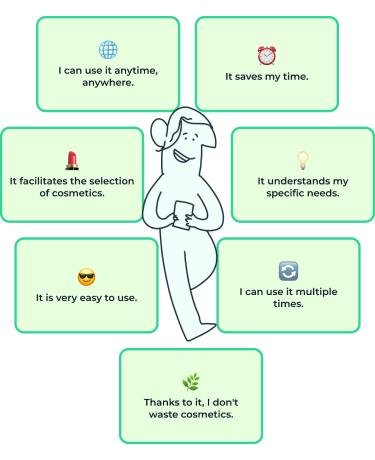 I can use it anytime,
anywhere.
It saves my time.
It facilitates the selection
of cosmetics.
It understands my
specific needs.
It is very easy to use.
I can use it multiple
times.
Thanks to it, I don't
waste cosmetics.